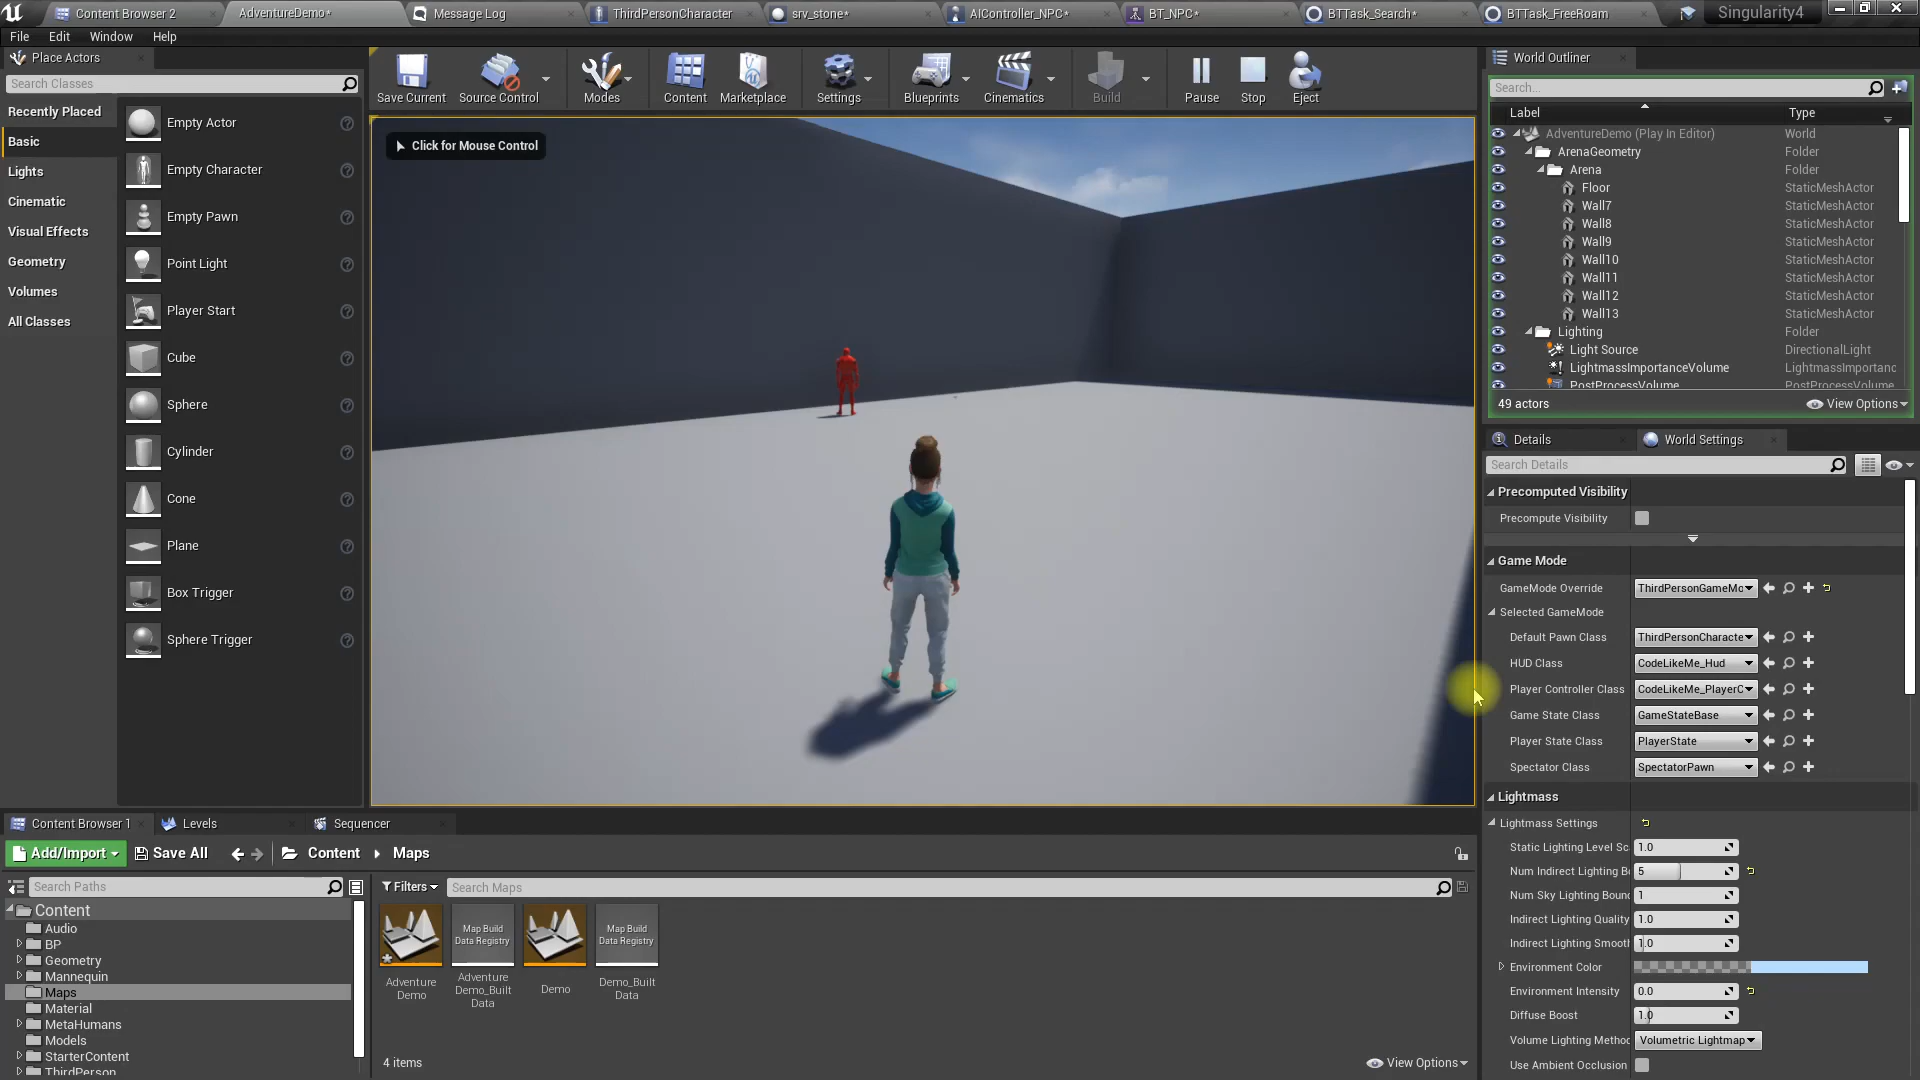 Content Browser 2
AdventureDemo*
Message Log
ThirdPersonCharacter
srv_stone*
AIController_NPC*
BT_NPC*
BTTask_Search*
BTTask_FreeRoam
Singularity4
File
Edit
Window
Help
Place Actors
Search Classes
Recently Placed
Basic
Lights
Cinematic
Visual Effects
Geometry
Volumes
All Classes
Empty Actor
Empty Character
Empty Pawn
Point Light
Player Start
Cube
Sphere
Cylinder
Cone
Plane
Box Trigger
Sphere Trigger
Save Current
Source Control
Modes
Content
Marketplace
Settings
Blueprints
Cinematics
Build
Pause
Stop
Eject
Click for Mouse Control
World Outliner
Search...
Label
Type
AdventureDemo (Play In Editor)
World
ArenaGeometry
Folder
Arena
Folder
Floor
StaticMeshActor
Wall7
StaticMeshActor
Wall8
StaticMeshActor
Wall9
StaticMeshActor
Wall10
StaticMeshActor
Wall11
StaticMeshActor
Wall12
StaticMeshActor
Wall13
StaticMeshActor
Lighting
Folder
Light Source
DirectionalLight
LightmassImportanceVolume
LightmassImportanc
PostProcessVolume
PostProcessVolume
49 actors
View Options
Details
World Settings
Search Details
Precomputed Visibility
Precompute Visibility
Game Mode
GameMode Override
ThirdPersonGameMo
Selected GameMode
Default Pawn Class
ThirdPersonCharacte
HUD Class
CodeLikeMe_Hud
Player Controller Class
CodeLikeMe_PlayerC
Game State Class
GameStateBase
Player State Class
PlayerState
Spectator Class
SpectatorPawn
Lightmass
Lightmass Settings
Static Lighting Level Sc
1.0
Num Indirect Lighting B
5
Num Sky Lighting Boun
1
Indirect Lighting Quality
1.0
Indirect Lighting Smoot
1.0
Environment Color
Environment Intensity
0.0
Diffuse Boost
1.0
Volume Lighting Metho
Volumetric Lightmap
Use Ambient Occlusion
Content Browser 1
Levels
Sequencer
Add/Import
Save All
Content
Maps
Search Paths
Filters
Search Maps
Content
Audio
BP
Geometry
Mannequin
Maps
Material
MetaHumans
Models
StarterContent
ThirdPerson
Adventure
Demo
Map Build
Data Registry
Adventure
Demo_Built
Data
Demo
Map Build
Data Registry
Demo_Built
Data
4 items
View Options